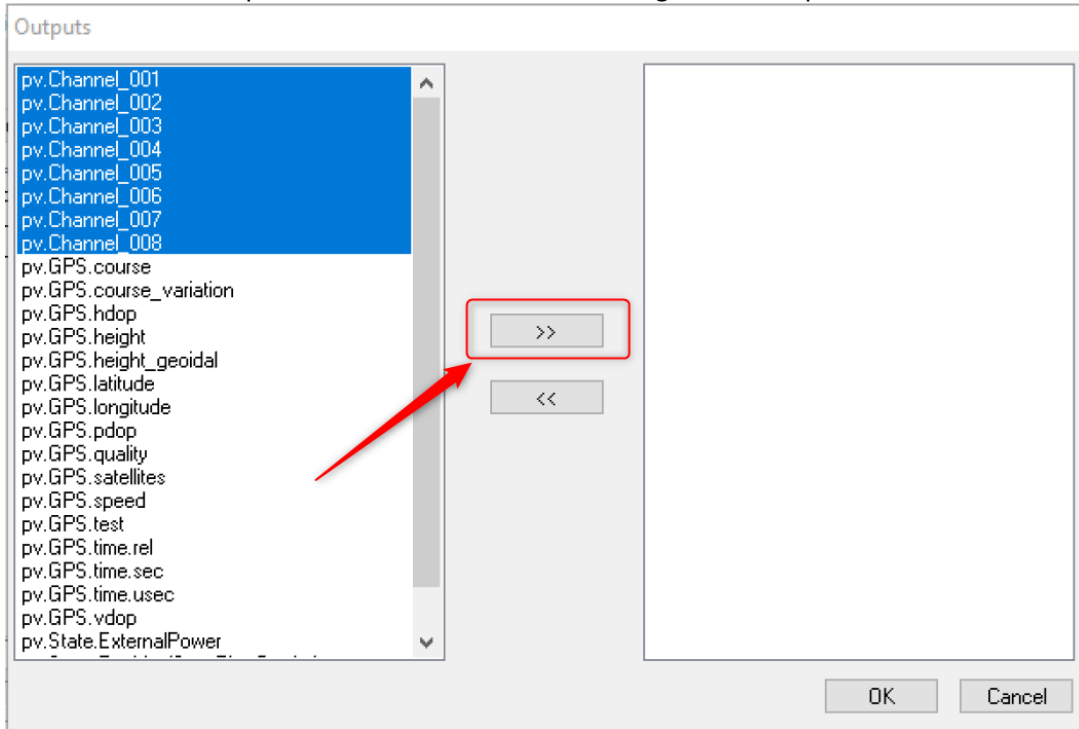 Outputs
pv.Channel_001
pv.Channel_002
pv.Channel_003
pv.Channel_004
pv.Channel_005
pv.Channel_006
pv.Channel_007
pv.Channel_008
pv.GPS.course
pv.GPS.course_variation
pv.GPS.hdop
pv.GPS.height
pv.GPS.height_geoidal
pv.GPS.latitude
pv.GPS.longitude
pv.GPS.pdop
pv.GPS.quality
pv.GPS.satellites
pv.GPS.speed
pv.GPS.test
pv.GPS.time.rel
pv.GPS.time.sec
pv.GPS.time.usec
pv.GPS.vdop
pv.State.ExternalPower
>>
<<
OK Cancel